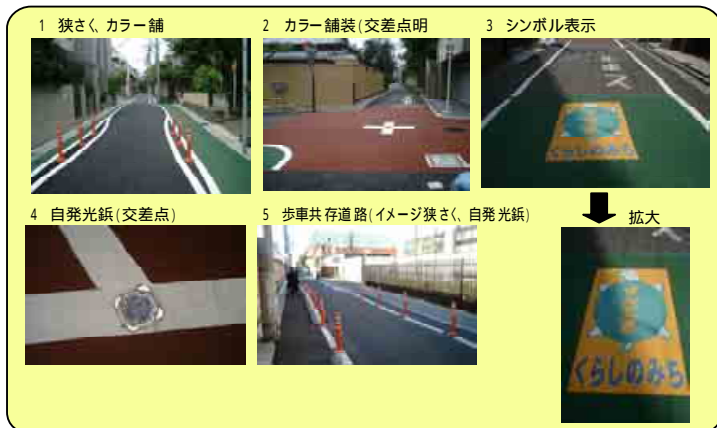 1 狭さく、カラー舗
2 カラー舗装(交差点明
3 シンボル表示
止まれ
くらしのみち
4 自発光鋲(交差点)
5 歩車共存道路(イメージ狭さく、自発光鋲)
拡大
くらしのみち